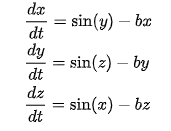 dx/dt = sin(y) − bx
dy/dt = sin(z) − by
dz/dt = sin(x) − bz